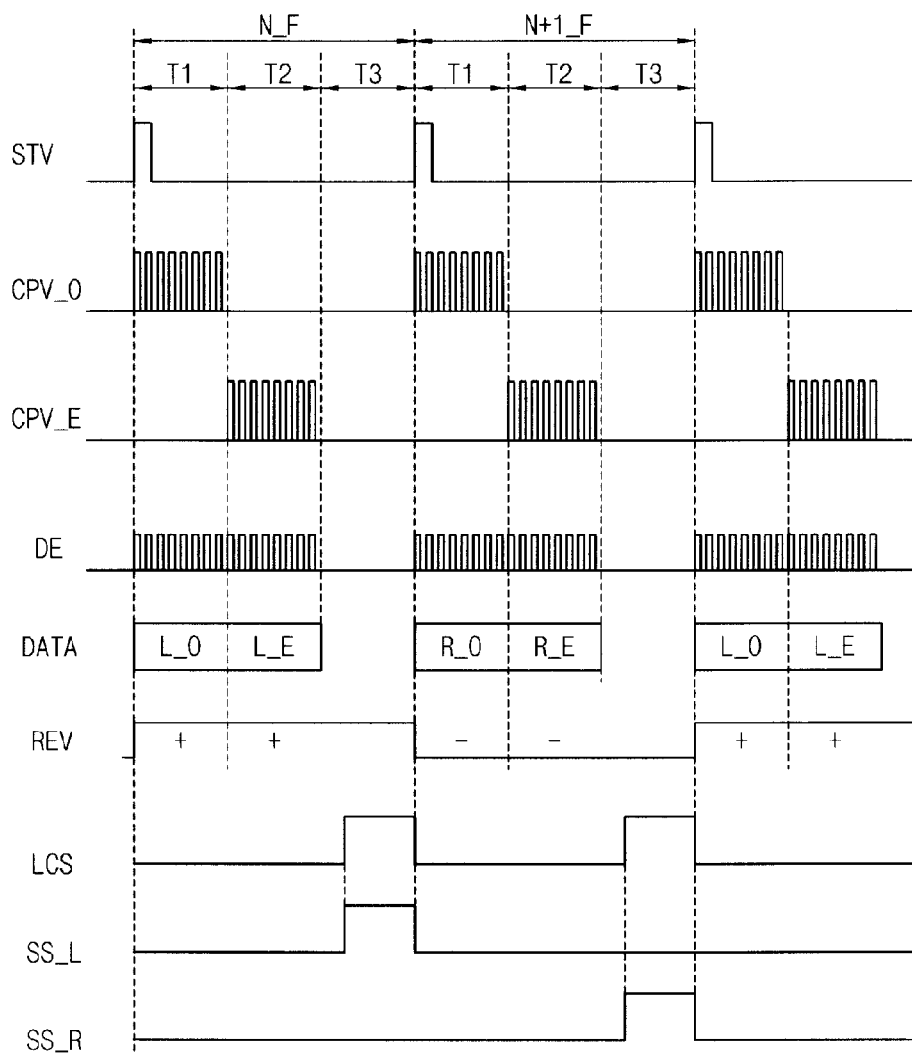 N_F N+1_F
T1 T2 T3 T1 T2 T3
STV
CPV_O
CPV_E
DE
DATA L_O L_E R_O R_E L_O L_E
REV + + - - + +
LCS
SS_L
SS_R